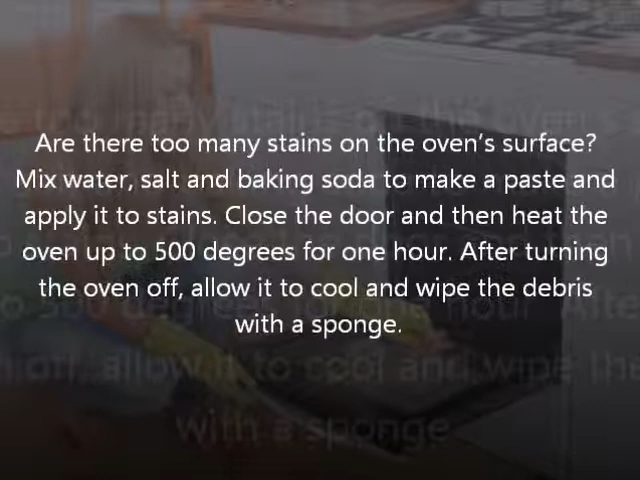 Are there too many stains on the oven's surface?
Mix water, salt and baking soda to make a paste and
apply it to stains. Close the door and then heat the
oven up to 500 degrees for one hour. After turning
the oven off, allow it to cool and wipe the debris
with a sponge.